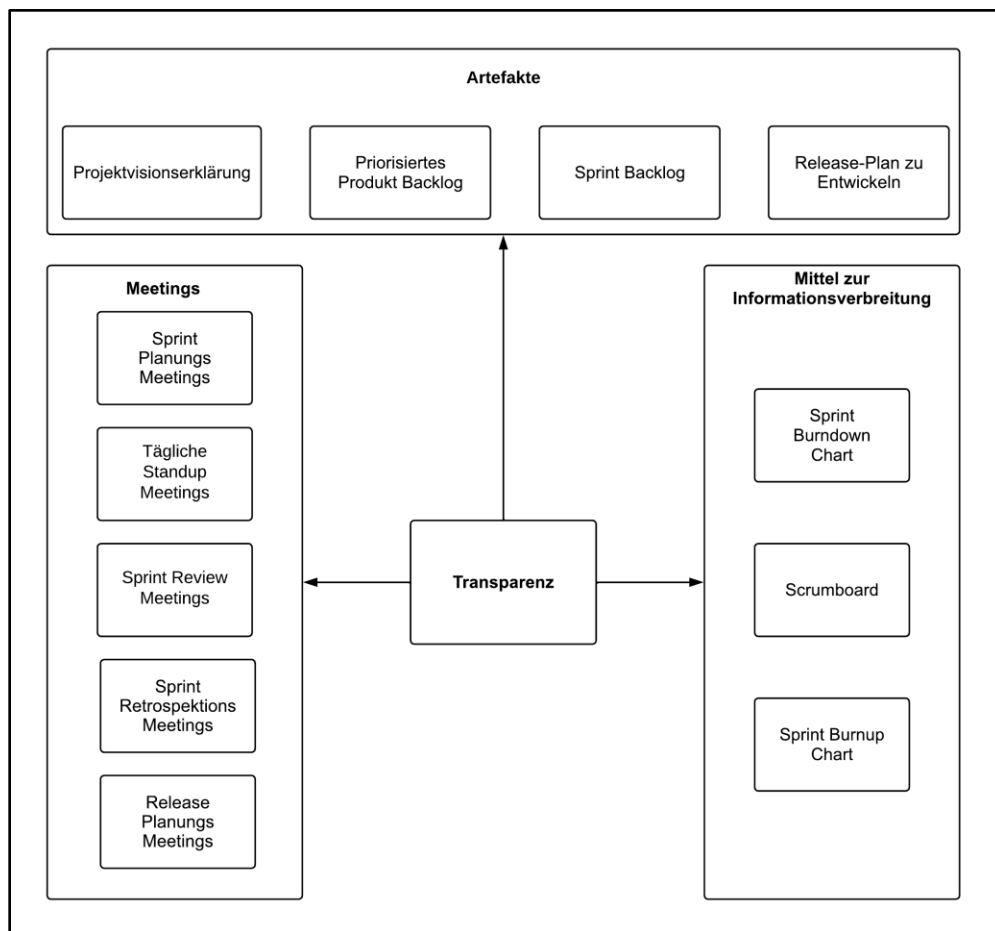 Artefakte
Projektvisionserklärung
Priorisiertes
Produkt Backlog
Sprint Backlog
Release-Plan zu
Entwickeln
Meetings
Sprint
Planungs
Meetings
Tägliche
Standup
Meetings
Sprint Review
Meetings
Sprint
Retrospektions
Meetings
Release
Planungs
Meetings
Transparenz
Mittel zur
Informationsverbreitung
Sprint
Burndown
Chart
Scrumboard
Sprint Burnup
Chart